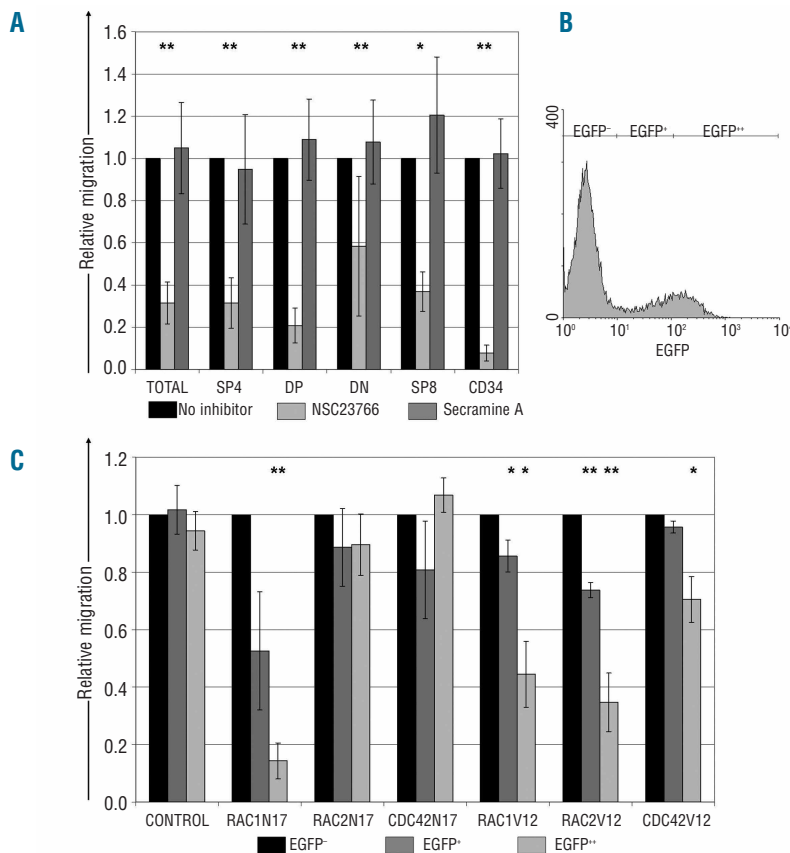 A
B
1.6
1.4
1.2
1.0
0.8
0.6
0.4
0.2
0.0
Relative migration
** ** ** ** * **
TOTAL SP4 DP DN SP8 CD34
No inhibitor NSC23766 Secramine A
400
0
EGFP- EGFP+ EGFP++
10⁰ 10¹ 10² 10³
EGFP
C
1.2
1.0
0.8
0.6
0.4
0.2
0.0
Relative migration
** * * ** ** *
CONTROL RAC1N17 RAC2N17 CDC42N17 RAC1V12 RAC2V12 CDC42V12
EGFP- EGFP+ EGFP++